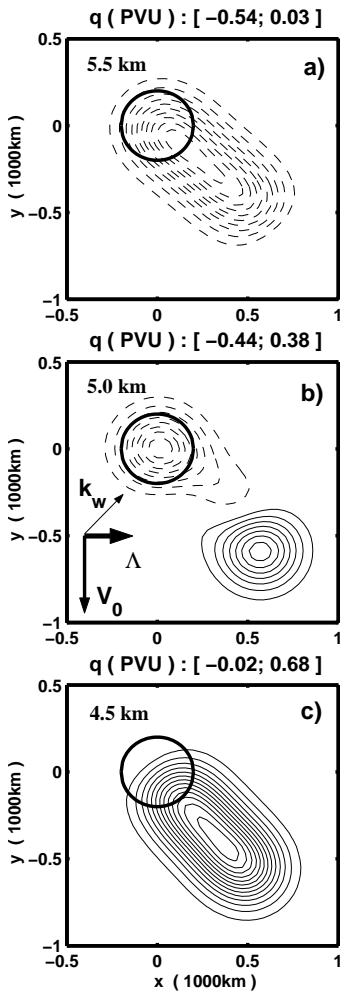 q ( PVU ) : [ −0.54; 0.03 ]
0.5
5.5 km
a)
0
y ( 1000km )
−0.5
−1
−0.5
0
0.5
1
q ( PVU ) : [ −0.44; 0.38 ]
0.5
5.0 km
b)
0
y ( 1000km )
k_w
−0.5
Λ
V_0
−1
−0.5
0
0.5
1
q ( PVU ) : [ −0.02; 0.68 ]
0.5
4.5 km
c)
0
y ( 1000km )
−0.5
−1
−0.5
0
0.5
1
x ( 1000km )